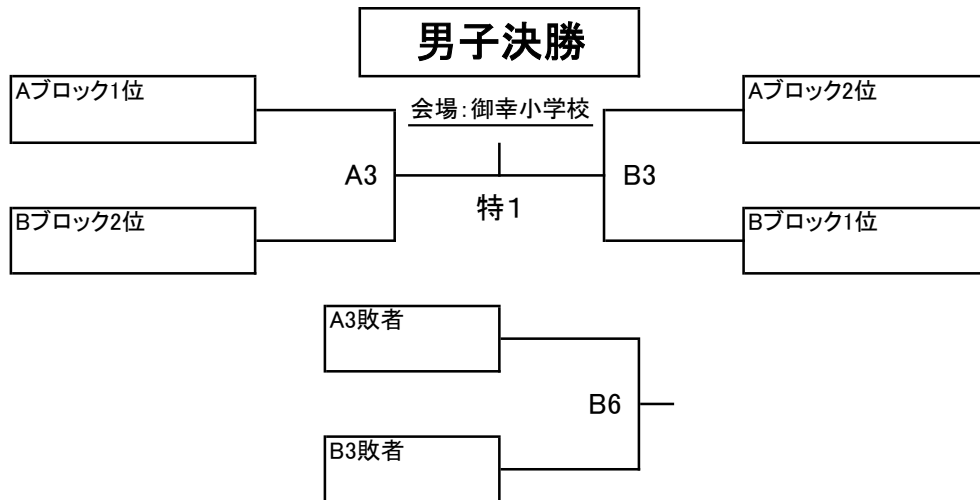 男子決勝
Aブロック1位
会場：御幸小学校
Aブロック2位
A3
B3
特１
Bブロック2位
Bブロック1位
A3敗者
B6
B3敗者